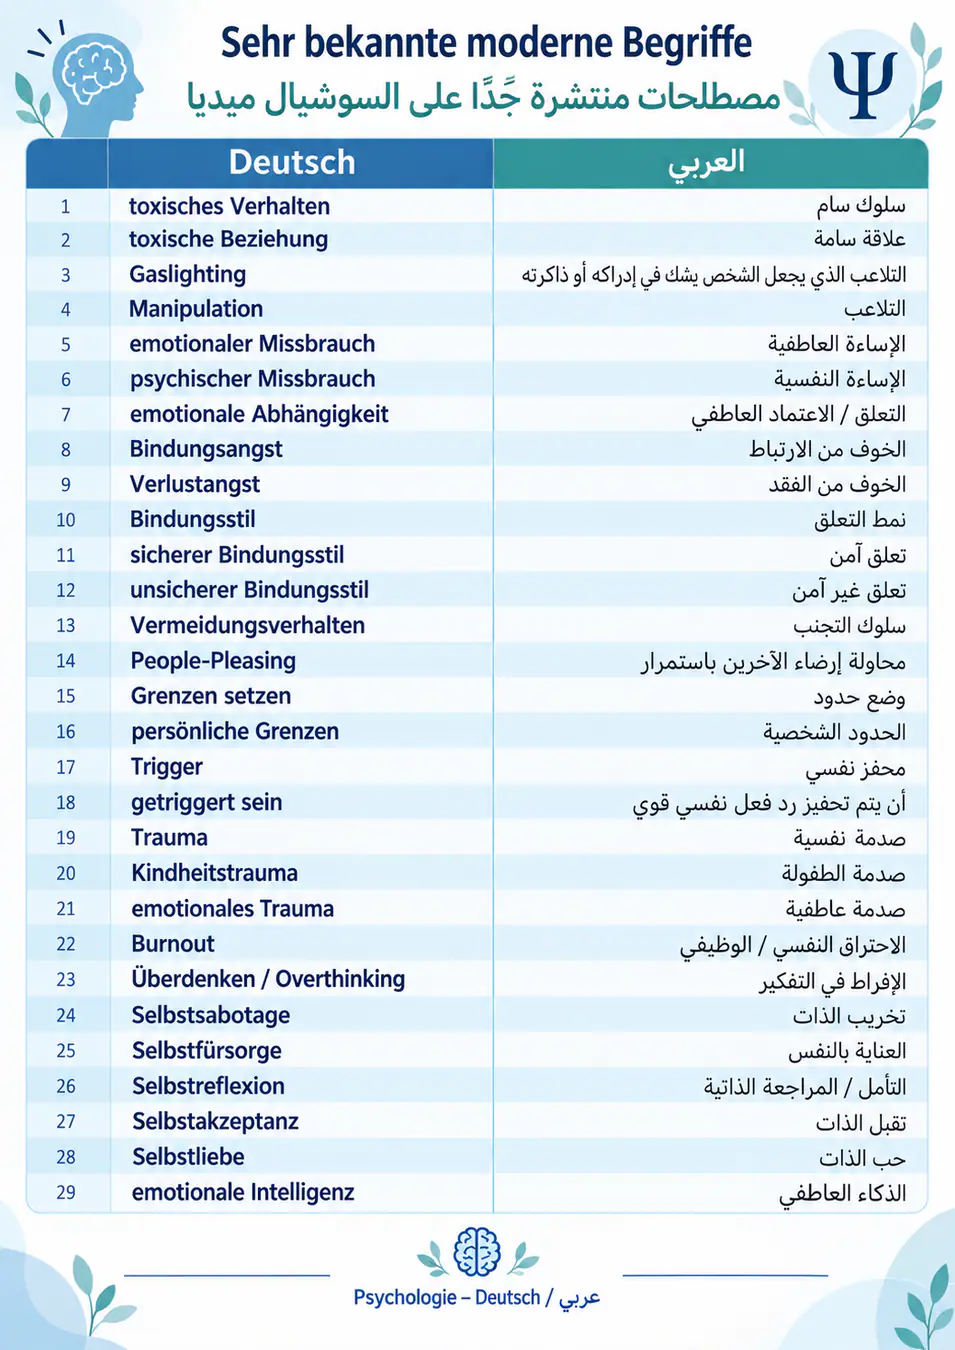 Sehr bekannte moderne Begriffe
مصطلحات منتشرة جًدًا على السوشيال ميديا
Ψ
Deutsch العربي
1 toxisches Verhalten سلوك سام
2 toxische Beziehung علاقة سامة
3 Gaslighting التلاعب الذي يجعل الشخص يشك في إدراكه أو ذاكرته
4 Manipulation التلاعب
5 emotionaler Missbrauch الإساءة العاطفية
6 psychischer Missbrauch الإساءة النفسية
7 emotionale Abhängigkeit التعلق / الاعتماد العاطفي
8 Bindungsangst الخوف من الارتباط
9 Verlustangst الخوف من الفقد
10 Bindungsstil نمط التعلق
11 sicherer Bindungsstil تعلق آمن
12 unsicherer Bindungsstil تعلق غير آمن
13 Vermeidungsverhalten سلوك التجنب
14 People-Pleasing محاولة إرضاء الآخرين باستمرار
15 Grenzen setzen وضع حدود
16 persönliche Grenzen الحدود الشخصية
17 Trigger محفز نفسي
18 getriggert sein أن يتم تحفيز رد فعل نفسي قوي
19 Trauma صدمة نفسية
20 Kindheitstrauma صدمة الطفولة
21 emotionales Trauma صدمة عاطفية
22 Burnout الاحتراق النفسي / الوظيفي
23 Überdenken / Overthinking الإفراط في التفكير
24 Selbstsabotage تخريب الذات
25 Selbstfürsorge العناية بالنفس
26 Selbstreflexion التأمل / المراجعة الذاتية
27 Selbstakzeptanz تقبل الذات
28 Selbstliebe حب الذات
29 emotionale Intelligenz الذكاء العاطفي
Psychologie – Deutsch / عربي